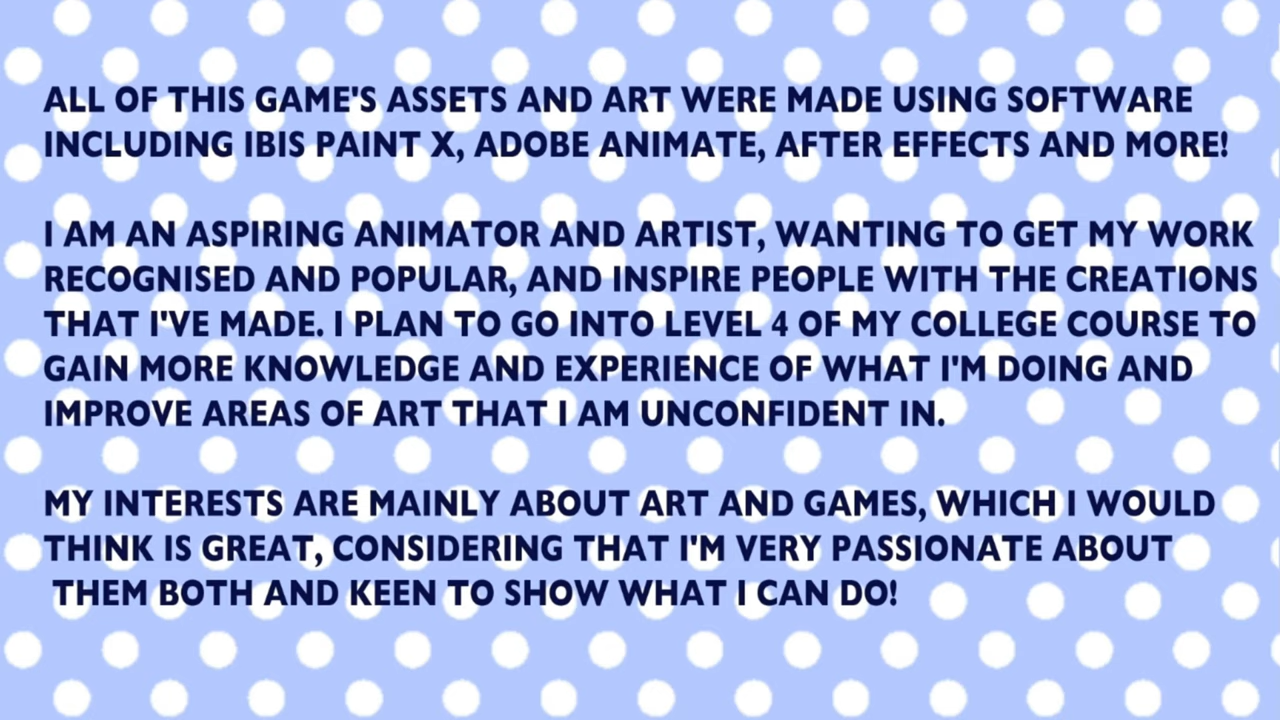 ALL OF THIS GAME'S ASSETS AND ART WERE MADE USING SOFTWARE
INCLUDING IBIS PAINT X, ADOBE ANIMATE, AFTER EFFECTS AND MORE!
I AM AN ASPIRING ANIMATOR AND ARTIST, WANTING TO GET MY WORK
RECOGNISED AND POPULAR, AND INSPIRE PEOPLE WITH THE CREATIONS
THAT I'VE MADE. I PLAN TO GO INTO LEVEL 4 OF MY COLLEGE COURSE TO
GAIN MORE KNOWLEDGE AND EXPERIENCE OF WHAT I'M DOING AND
IMPROVE AREAS OF ART THAT I AM UNCONFIDENT IN.
MY INTERESTS ARE MAINLY ABOUT ART AND GAMES, WHICH I WOULD
THINK IS GREAT, CONSIDERING THAT I'M VERY PASSIONATE ABOUT
THEM BOTH AND KEEN TO SHOW WHAT I CAN DO!